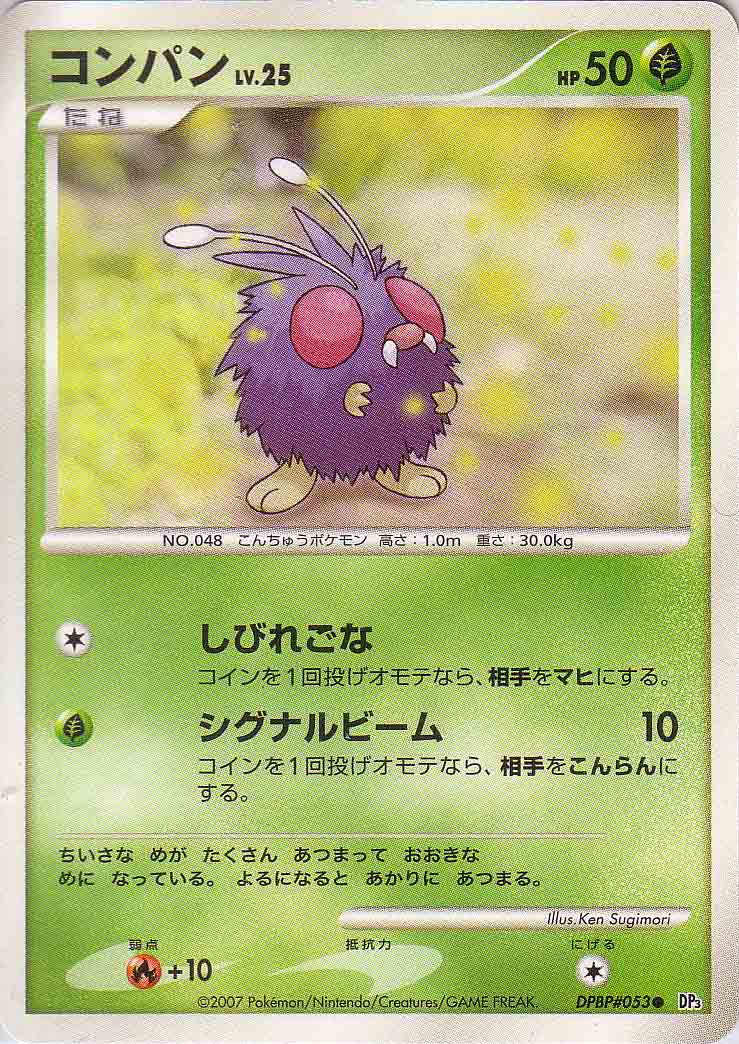 コンパン LV.25 HP 50
たね
NO.048 こんちゅうポケモン 高さ:1.0m 重さ:30.0kg
しびれごな
コインを1回投げオモテなら、相手をマヒにする。
シグナルビーム 10
コインを1回投げオモテなら、相手をこんらんに
する。
ちいさな めが たくさん あつまって おおきな
めに なっている。 よるになると あかりに あつまる。
Illus.Ken Sugimori
弱点 抵抗力 にげる
+10
©2007 Pokémon/Nintendo/Creatures/GAME FREAK. DPBP#053 DP3